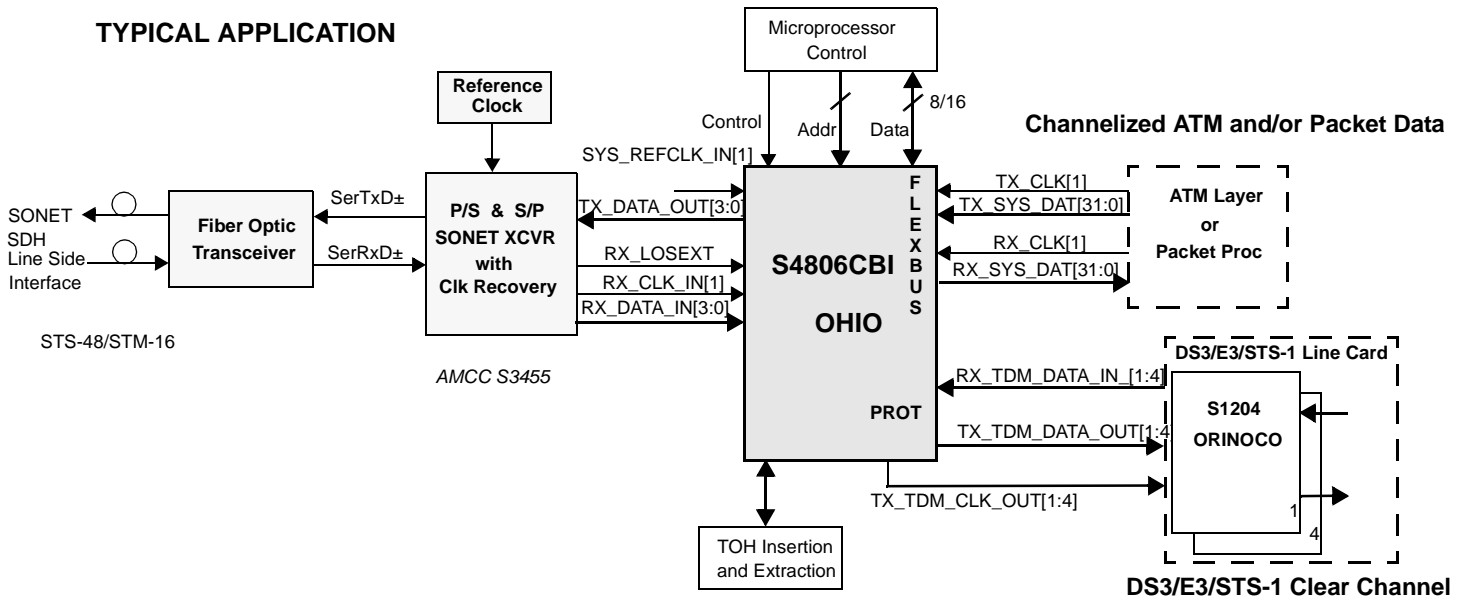 TYPICAL APPLICATION
Microprocessor
Control
Reference
Clock
Control
Addr
Data
8/16
Channelized ATM and/or Packet Data
SYS_REFCLK_IN[1]
SONET
SDH
Line Side
Interface
Fiber Optic
Transceiver
SerTxD±
SerRxD±
P/S & S/P
SONET XCVR
with
Clk Recovery
TX_DATA_OUT[3:0]
RX_LOSEXT
RX_CLK_IN[1]
RX_DATA_IN[3:0]
S4806CBI
OHIO
F
L
E
X
B
U
S
TX_CLK[1]
TX_SYS_DAT[31:0]
RX_CLK[1]
RX_SYS_DAT[31:0]
ATM Layer
or
Packet Proc
STS-48/STM-16
AMCC S3455
PROT
DS3/E3/STS-1 Line Card
RX_TDM_DATA_IN_[1:4]
TX_TDM_DATA_OUT[1:4
TX_TDM_CLK_OUT[1:4]
S1204
ORINOCO
1
4
TOH Insertion
and Extraction
DS3/E3/STS-1 Clear Channel